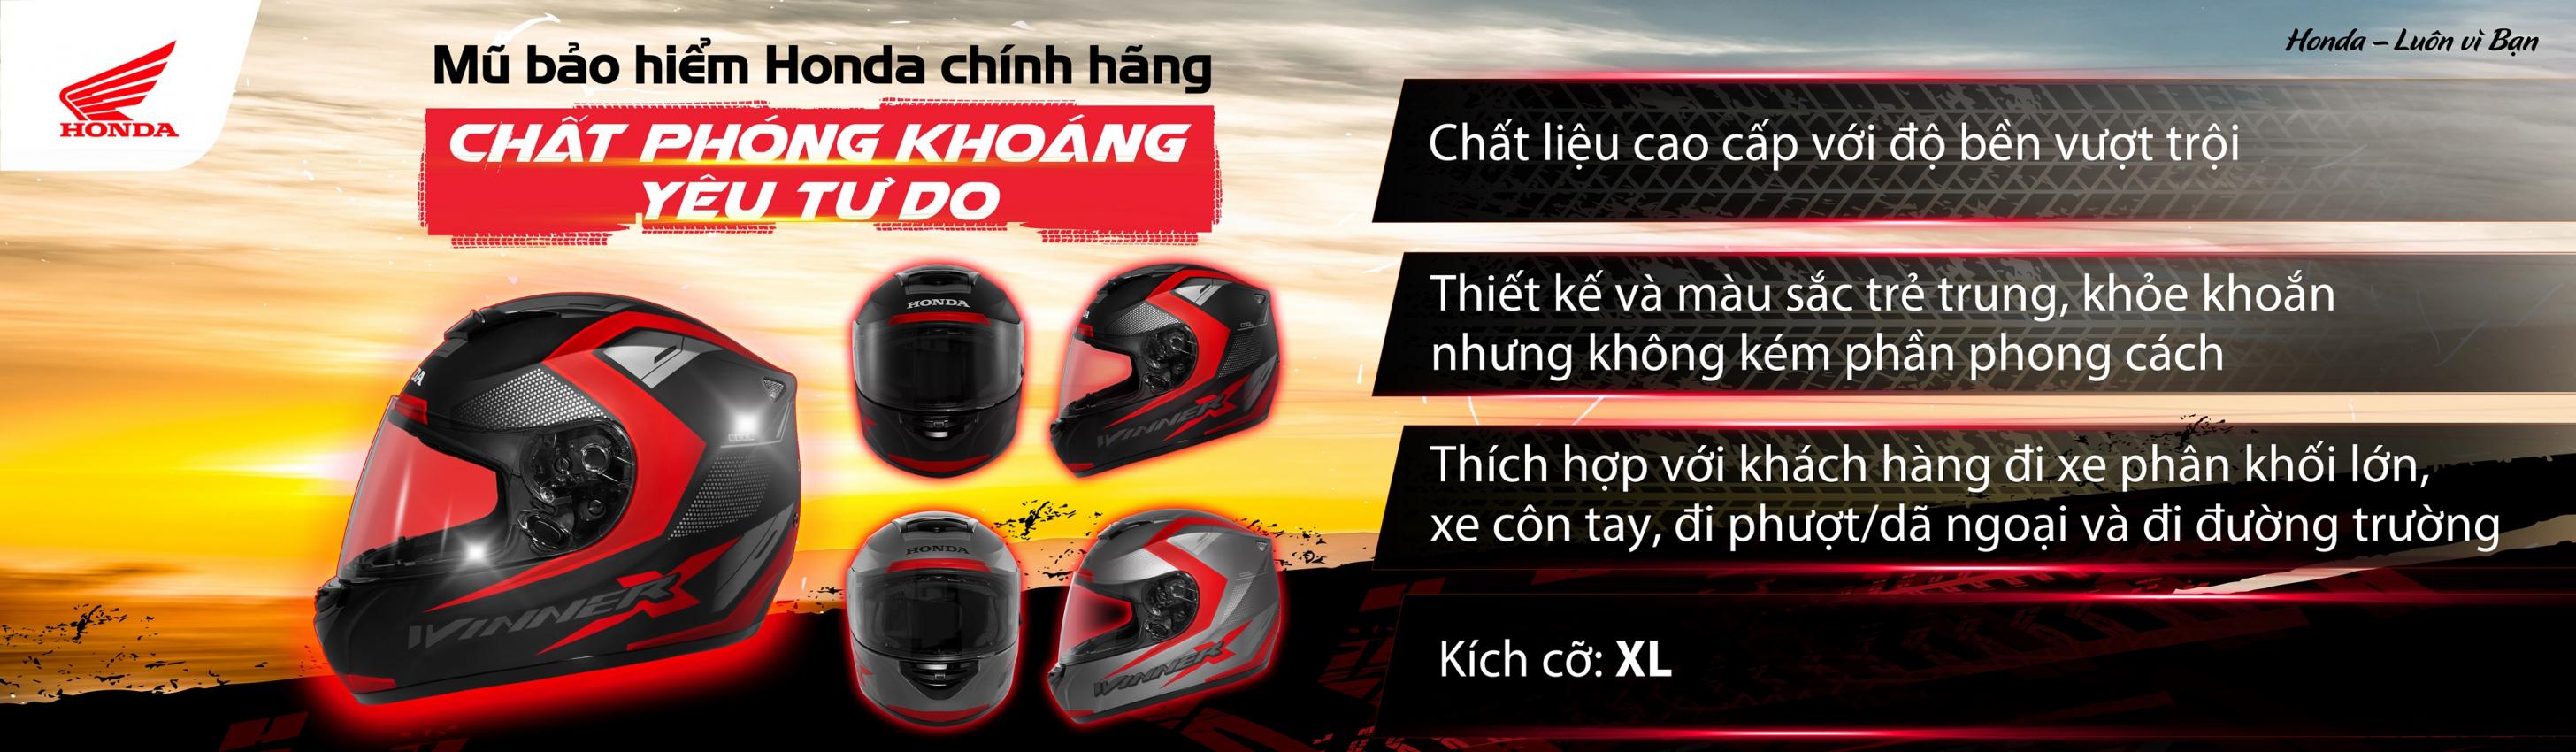 HONDA
Mũ bảo hiểm Honda chính hãng
CHẤT PHÓNG KHOÁNG
YÊU TỰ DO
Honda – Luôn vì Bạn
Chất liệu cao cấp với độ bền vượt trội
Thiết kế và màu sắc trẻ trung, khỏe khoắn
nhưng không kém phần phong cách
Thích hợp với khách hàng đi xe phân khối lớn,
xe côn tay, đi phượt/dã ngoại và đi đường trường
Kích cỡ: XL
DA
WINNER X
HONDA
WINNER X
HONDA
WINNER X